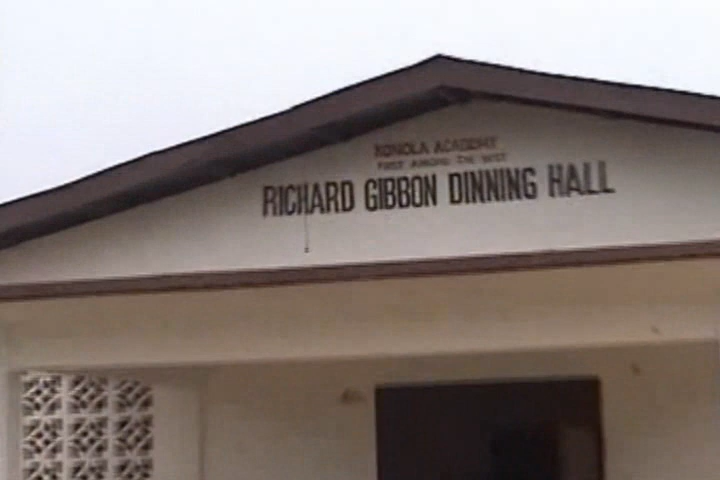 KONOLA ACADEMY
FIRST AMONG THE BEST
RICHARD GIBBON DINNING HALL